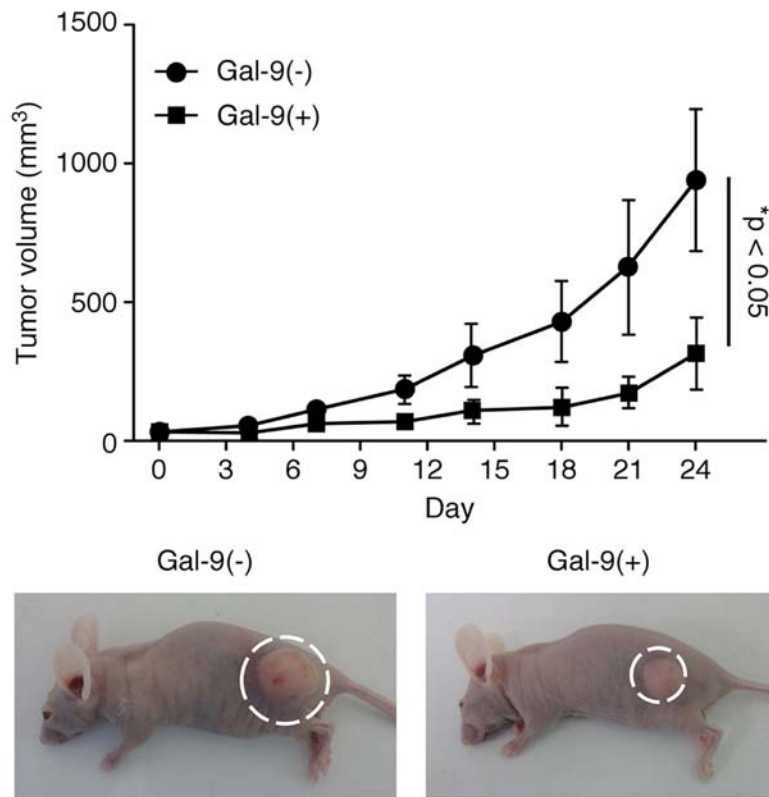 1500
1000
500
0
Tumor volume (mm³)
Gal-9(-)
Gal-9(+)
*p < 0.05
0 3 6 9 12 15 18 21 24
Day
Gal-9(-) Gal-9(+)